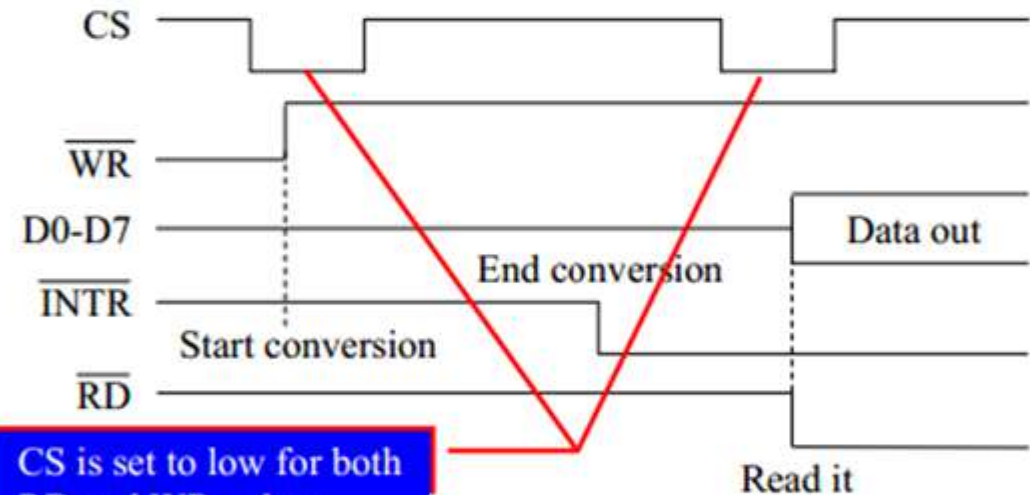 CS
WR
D0-D7
Data out
End conversion
INTR
Start conversion
RD
CS is set to low for both
Read it